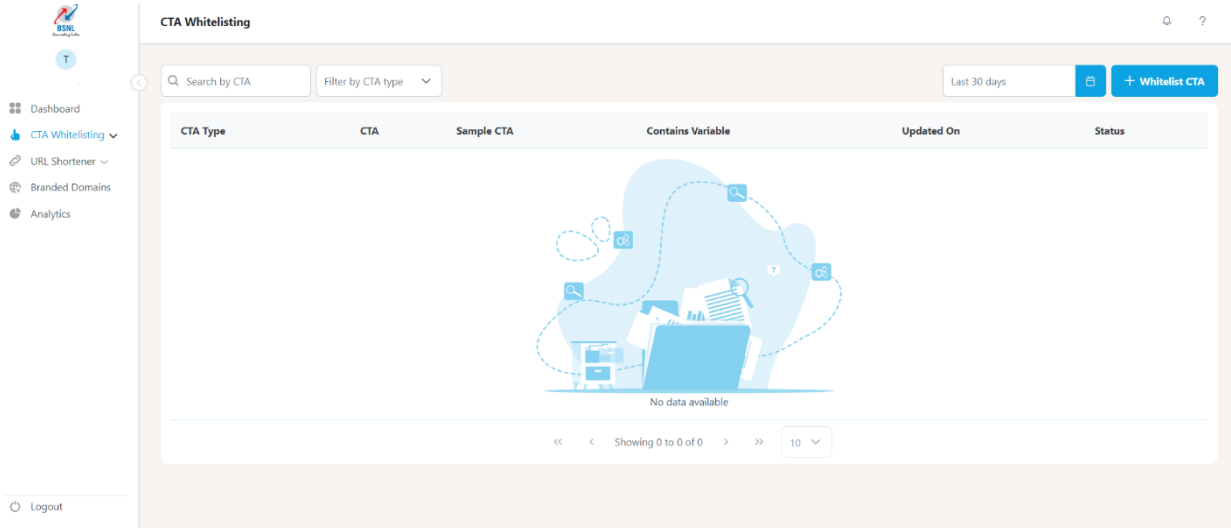 BSNL
Connecting India
T
Dashboard
CTA Whitelisting
URL Shortener
Branded Domains
Analytics
Logout
CTA Whitelisting
?
Search by CTA
Filter by CTA type
Last 30 days
+ Whitelist CTA
CTA Type CTA Sample CTA Contains Variable Updated On Status
?
No data available
<< < Showing 0 to 0 of 0 > >> 10